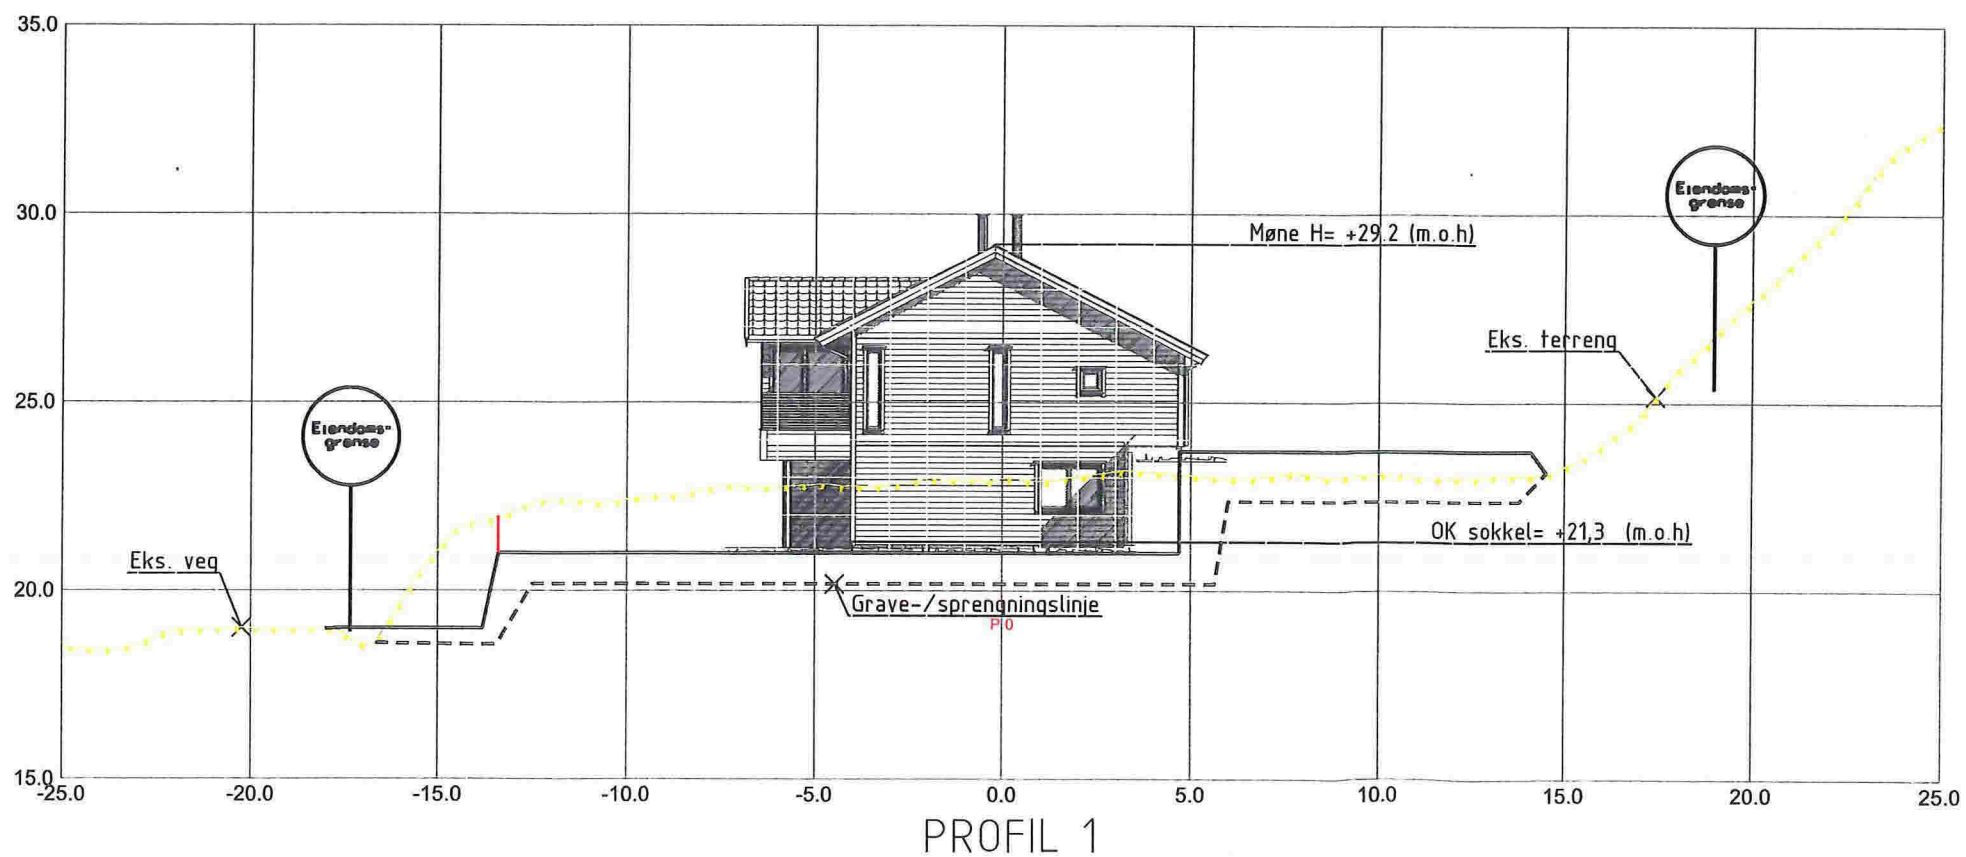 35.0
30.0
25.0
20.0
15.0
Eiendoms-
grense
Møne H= +29.2 (m.o.h)
Eks. terreng
Eiendoms-
grense
Eks. veg
OK sokkel= +21,3 (m.o.h)
Grave-/sprengningslinje
P 0
-25.0 -20.0 -15.0 -10.0 -5.0 0.0 5.0 10.0 15.0 20.0 25.0
PROFIL 1